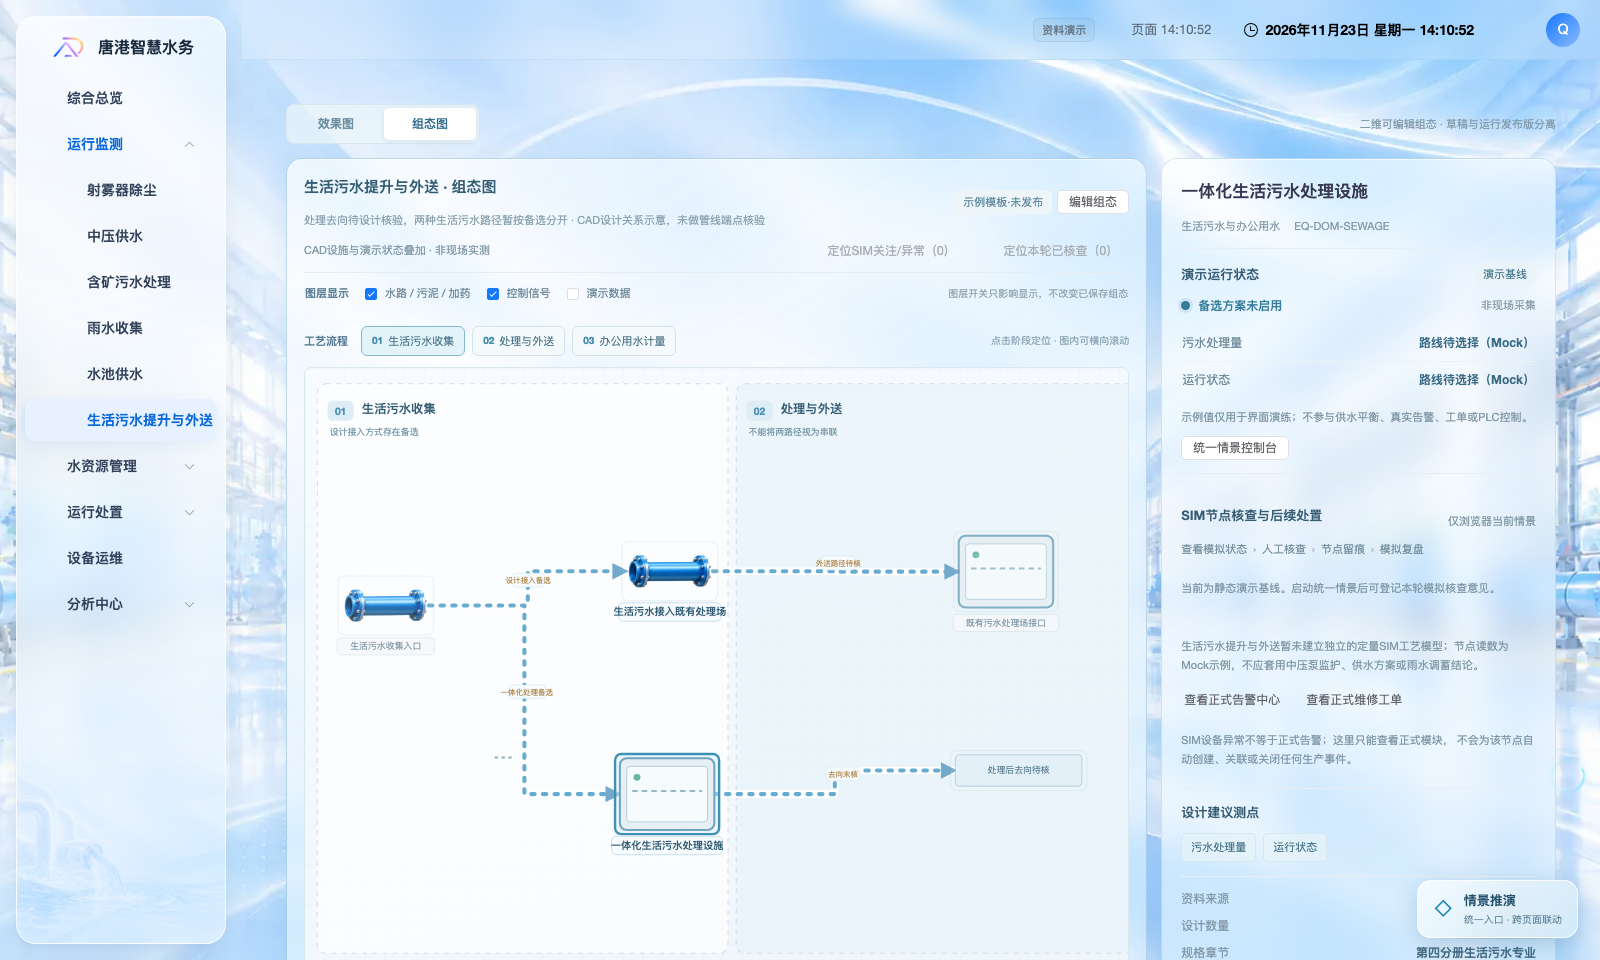 唐港智慧水务
综合总览
运行监测
射雾器除尘
中压供水
含矿污水处理
雨水收集
水池供水
生活污水提升与外送
水资源管理
运行处置
设备运维
分析中心
资料演示
页面 14:10:52
2026年11月23日 星期一 14:10:52
Q
效果图
组态图
二维可编辑组态 · 草稿与运行发布版分离
生活污水提升与外送 · 组态图
处理去向待设计核验，两种生活污水路径暂按备选分开 · CAD设计关系示意，未做管线端点核验
示例模板·未发布
编辑组态
CAD设施与演示状态叠加 · 非现场实测
定位SIM关注/异常（0）
定位本轮已核查（0）
图层显示
水路 / 污泥 / 加药
控制信号
演示数据
图层开关只影响显示，不改变已保存组态
工艺流程
01 生活污水收集
02 处理与外送
03 办公用水计量
点击阶段定位 · 图内可横向滚动
01 生活污水收集
设计接入方式存在备选
02 处理与外送
不能将两路径视为串联
设计接入备选
外送路径待核
生活污水接入既有处理场
既有污水处理场接口
生活污水收集入口
一体化处理备选
去向未核
处理后去向待核
一体化生活污水处理设施
一体化生活污水处理设施
生活污水与办公用水 EQ-DOM-SEWAGE
演示运行状态
演示基线
备选方案未启用
非现场采集
污水处理量
路线待选择（Mock）
运行状态
路线待选择（Mock）
示例值仅用于界面演练；不参与供水平衡、真实告警、工单或PLC控制。
统一情景控制台
SIM节点核查与后续处置
仅浏览器当前情景
查看模拟状态 › 人工核查 › 节点留痕 › 模拟复盘
当前为静态演示基线。启动统一情景后可登记本轮模拟核查意见。
生活污水提升与外送暂未建立独立的定量SIM工艺模型；节点读数为
Mock示例，不应套用中压泵监护、供水方案或雨水调蓄结论。
查看正式告警中心
查看正式维修工单
SIM设备异常不等于正式告警；这里只能查看正式模块， 不会为该节点自
动创建、关联或关闭任何生产事件。
设计建议测点
污水处理量
运行状态
资料来源
设计数量
规格章节
第四分册生活污水专业
情景推演
统一入口 · 跨页面联动